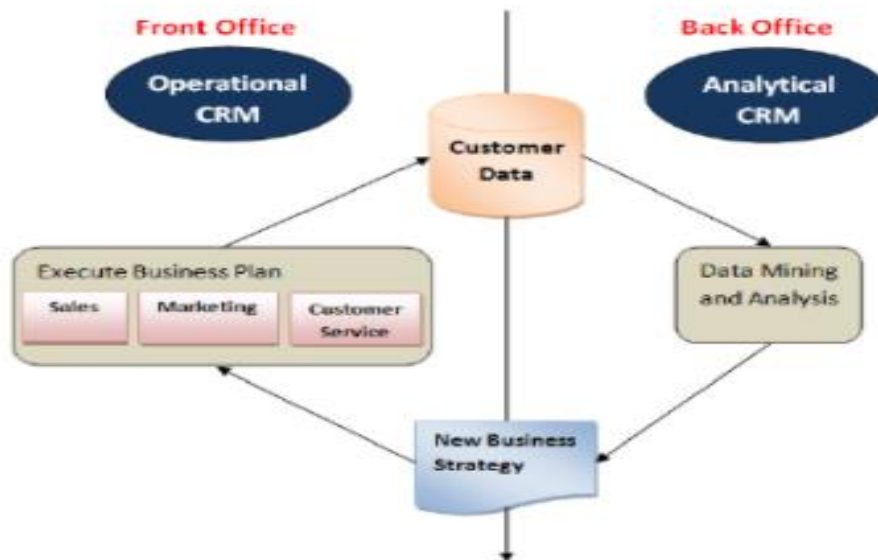 Front Office
Back Office
Operational
CRM
Analytical
CRM
Customer
Data
Execute Business Plan
Sales
Marketing
Customer
Service
Data Mining
and Analysis
New Business
Strategy